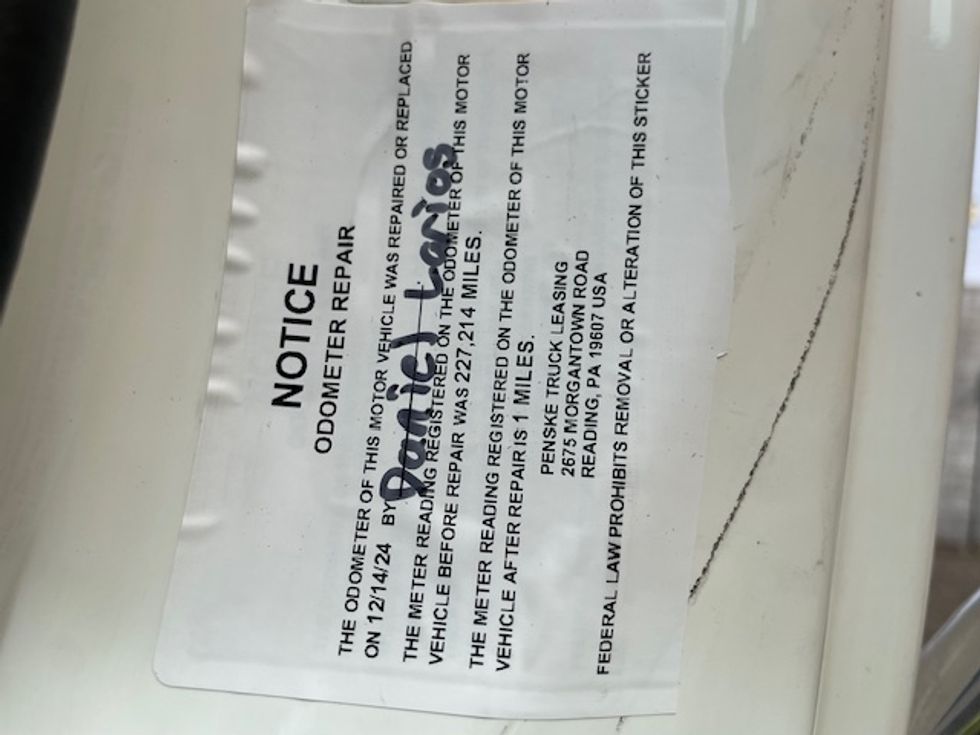 NOTICE
ODOMETER REPAIR
THE ODOMETER OF THIS MOTOR VEHICLE WAS REPAIRED OR REPLACED
ON 12/14/24 BY Daniel Larios
THE METER READING REGISTERED ON THE ODOMETER OF THIS MOTOR
VEHICLE BEFORE REPAIR WAS 227,214 MILES.
THE METER READING REGISTERED ON THE ODOMETER OF THIS MOTOR
VEHICLE AFTER REPAIR IS 1 MILES.
PENSKE TRUCK LEASING
2675 MORGANTOWN ROAD
READING, PA 19607 USA
FEDERAL LAW PROHIBITS REMOVAL OR ALTERATION OF THIS STICKER